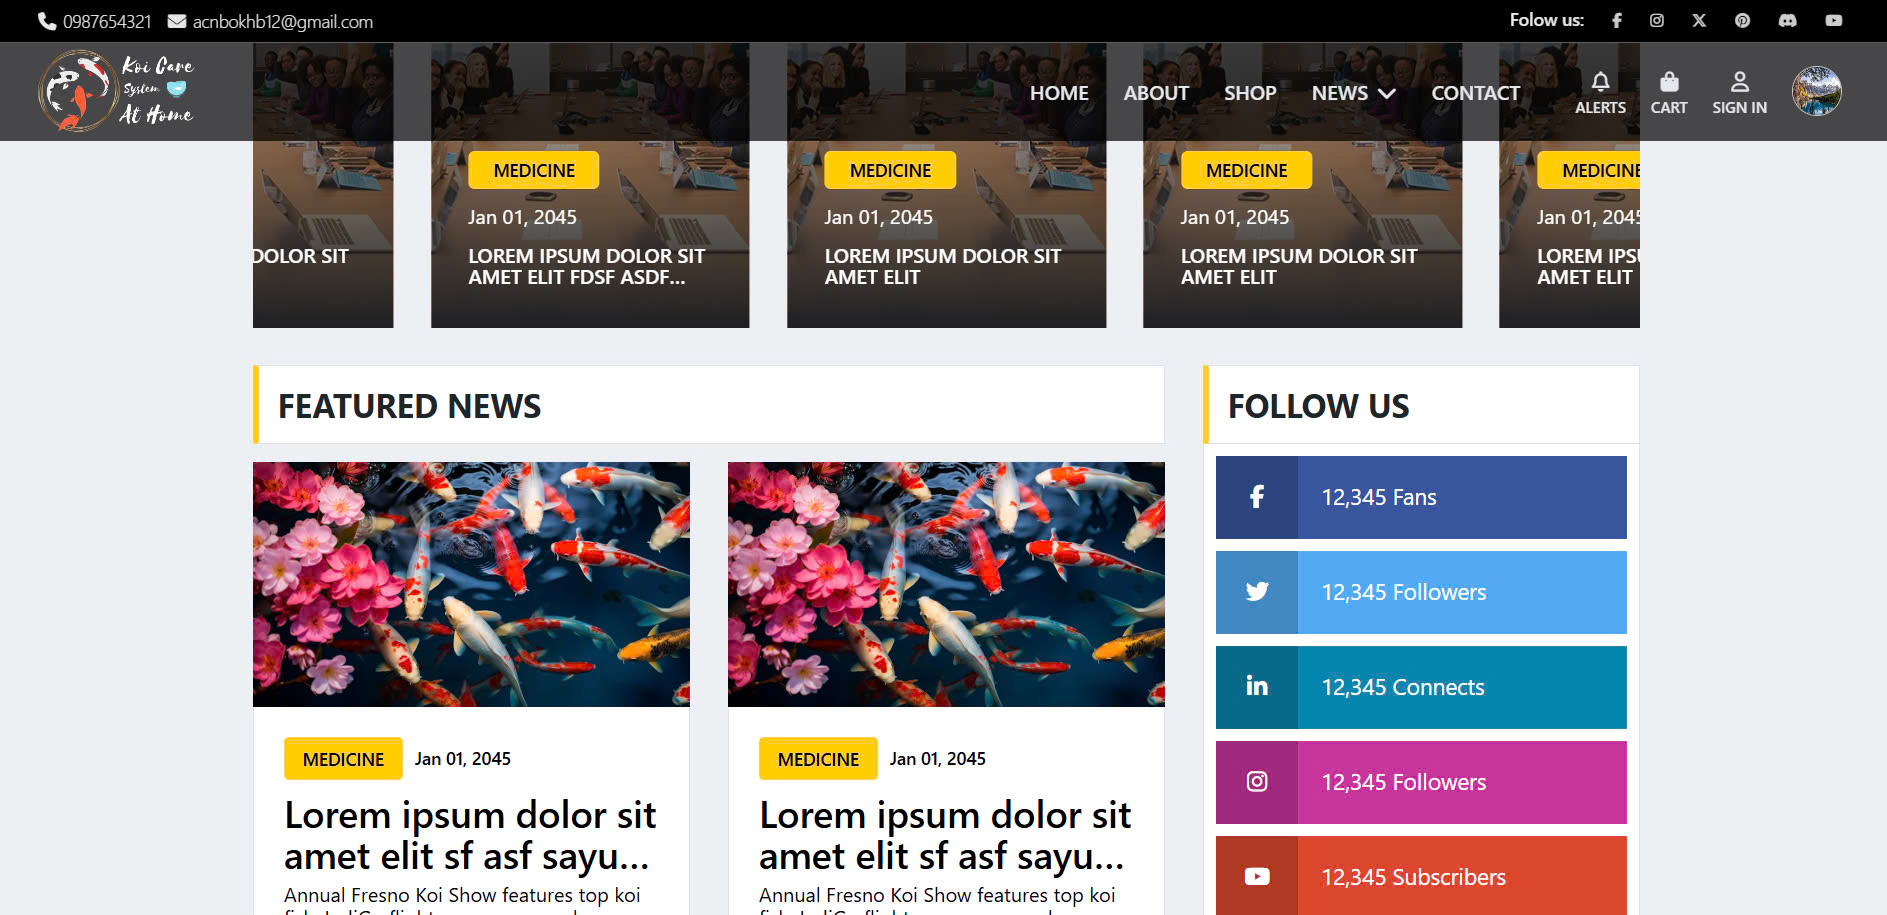 0987654321 acnbokhb12@gmail.com
Folow us:
Koi Care
System
At Home
HOME ABOUT SHOP NEWS CONTACT
ALERTS CART SIGN IN
DOLOR SIT
MEDICINE
Jan 01, 2045
LOREM IPSUM DOLOR SIT
AMET ELIT FDSF ASDF...
MEDICINE
Jan 01, 2045
LOREM IPSUM DOLOR SIT
AMET ELIT
MEDICINE
Jan 01, 2045
LOREM IPSUM DOLOR SIT
AMET ELIT
MEDICINE
Jan 01, 2045
LOREM IPSU
AMET ELIT
FEATURED NEWS
MEDICINE Jan 01, 2045
Lorem ipsum dolor sit
amet elit sf asf sayu...
Annual Fresno Koi Show features top koi
MEDICINE Jan 01, 2045
Lorem ipsum dolor sit
amet elit sf asf sayu...
Annual Fresno Koi Show features top koi
FOLLOW US
12,345 Fans
12,345 Followers
12,345 Connects
12,345 Followers
12,345 Subscribers